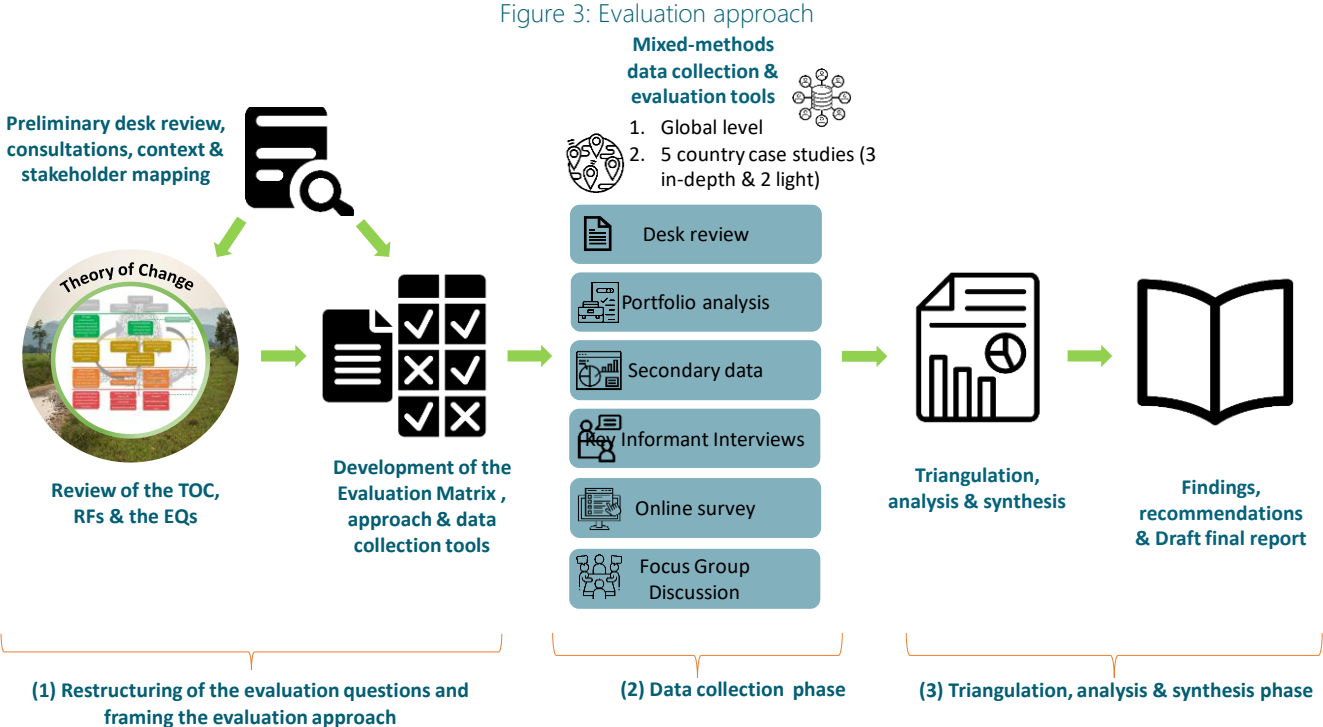 Figure 3: Evaluation approach
Mixed-methods
data collection &
evaluation tools
1. Global level
2. 5 country case studies (3
in-depth & 2 light)
Preliminary desk review,
consultations, context &
stakeholder mapping
Theory of Change
Review of the TOC,
RFs & the EQs
Development of the
Evaluation Matrix ,
approach & data
collection tools
Desk review
Portfolio analysis
Secondary data
Key Informant Interviews
Online survey
Focus Group
Discussion
Triangulation,
analysis & synthesis
Findings,
recommendations
& Draft final report
(1) Restructuring of the evaluation questions and
framing the evaluation approach
(2) Data collection phase
(3) Triangulation, analysis & synthesis phase